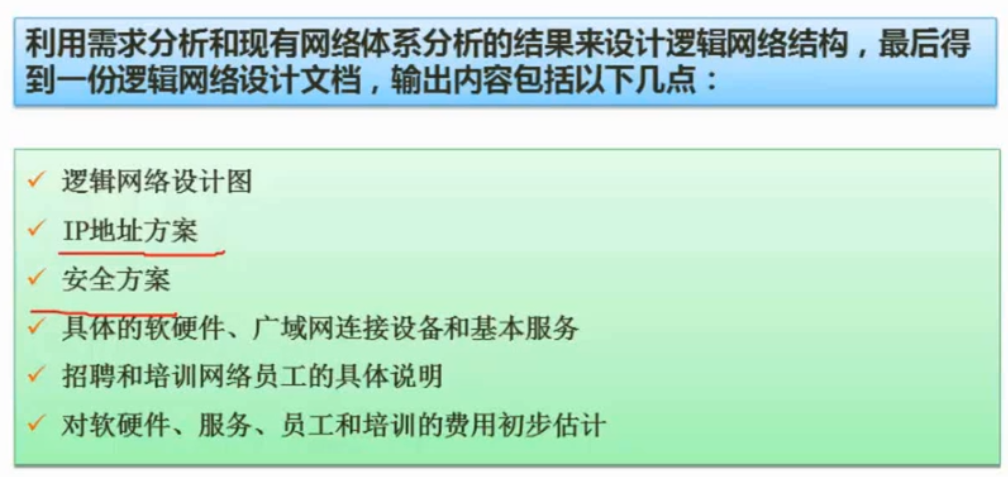 利用需求分析和现有网络体系分析的结果来设计逻辑网络结构，最后得
到一份逻辑网络设计文档，输出内容包括以下几点：
✓ 逻辑网络设计图
✓ IP地址方案
✓ 安全方案
✓ 具体的软硬件、广域网连接设备和基本服务
✓ 招聘和培训网络员工的具体说明
✓ 对软硬件、服务、员工和培训的费用初步估计